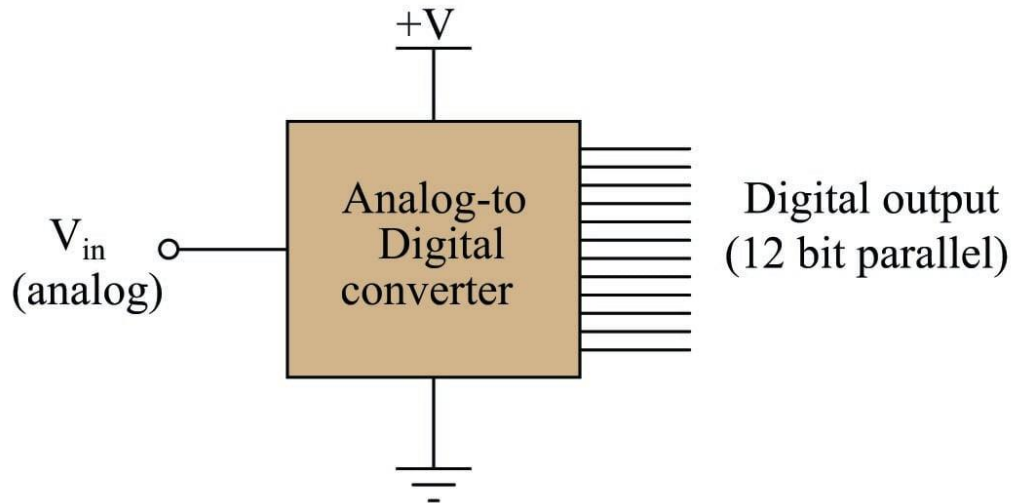 +V
Analog-to
Digital
converter
V_in
(analog)
Digital output
(12 bit parallel)